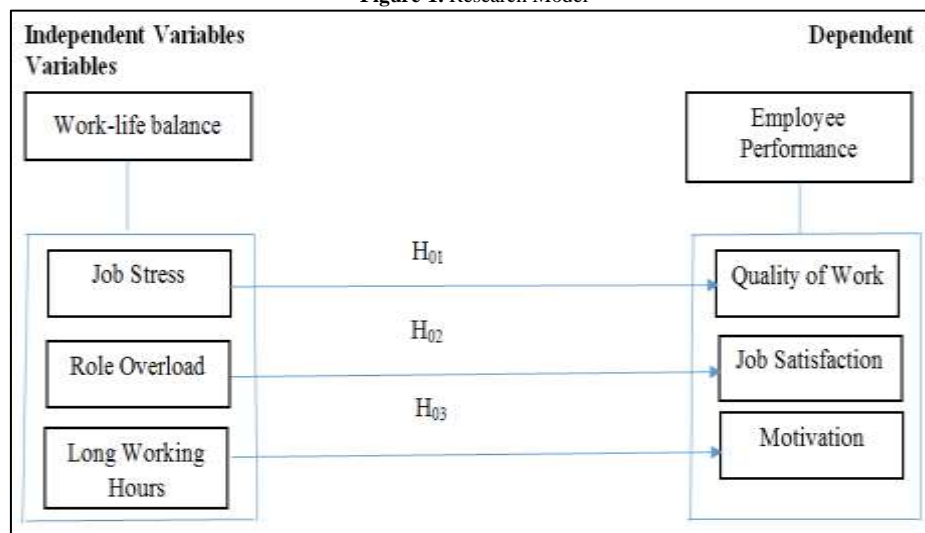 Figure 1. Research Model
Independent Variables Dependent
Variables
Work-life balance
Employee
Performance
Job Stress
H01
Quality of Work
Role Overload
H02
Job Satisfaction
Long Working
Hours
H03
Motivation